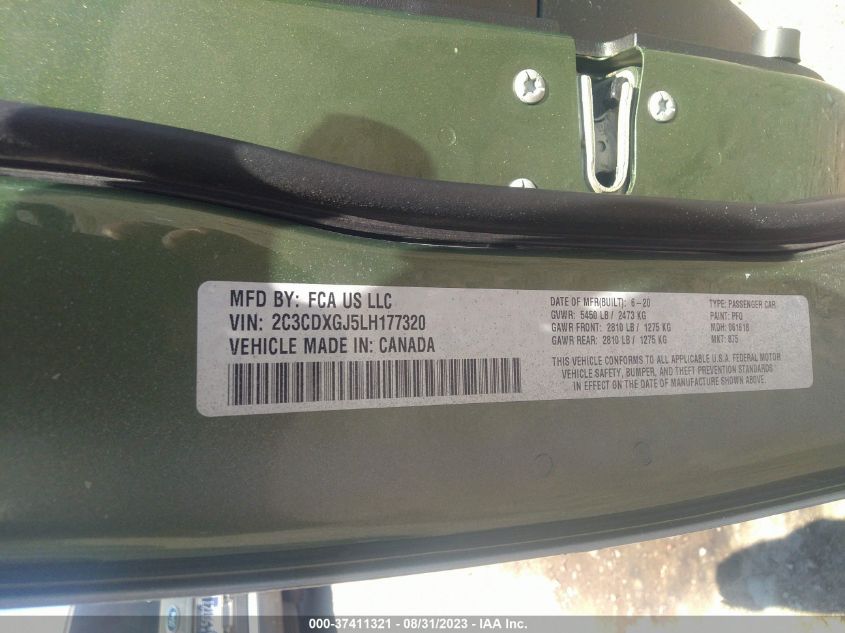 MFD BY: FCA US LLC
VIN: 2C3CDXGJ5LH177320
VEHICLE MADE IN: CANADA
DATE OF MFR(BUILT): 6-20
GVWR: 5450 LB / 2473 KG
GAWR FRONT: 2810 LB / 1275 KG
GAWR REAR: 2810 LB / 1275 KG
TYPE: PASSENGER CAR
PAINT: PFQ
MDH: 061618
MKT: 875
THIS VEHICLE CONFORMS TO ALL APPLICABLE U.S.A. FEDERAL MOTOR
VEHICLE SAFETY, BUMPER, AND THEFT PREVENTION STANDARDS
IN EFFECT ON THE DATE OF MANUFACTURE SHOWN ABOVE.
000-37411321 - 08/31/2023 - IAA Inc.